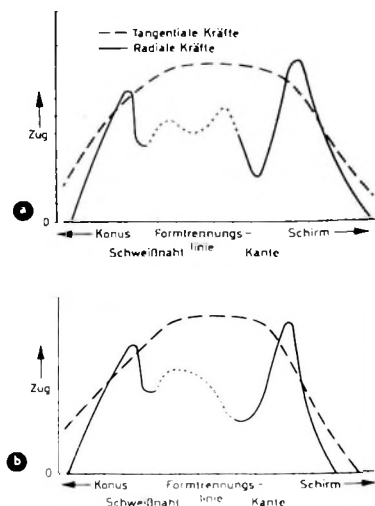 Tangentiale Kräfte
Radiale Kräfte
Zug
0
a
Konus Formtrennungs- Schirm
linie
Schweißnaht Kante
Zug
0
b
Konus Formtrennungs- Schirm
linie
Schweißnaht Kante